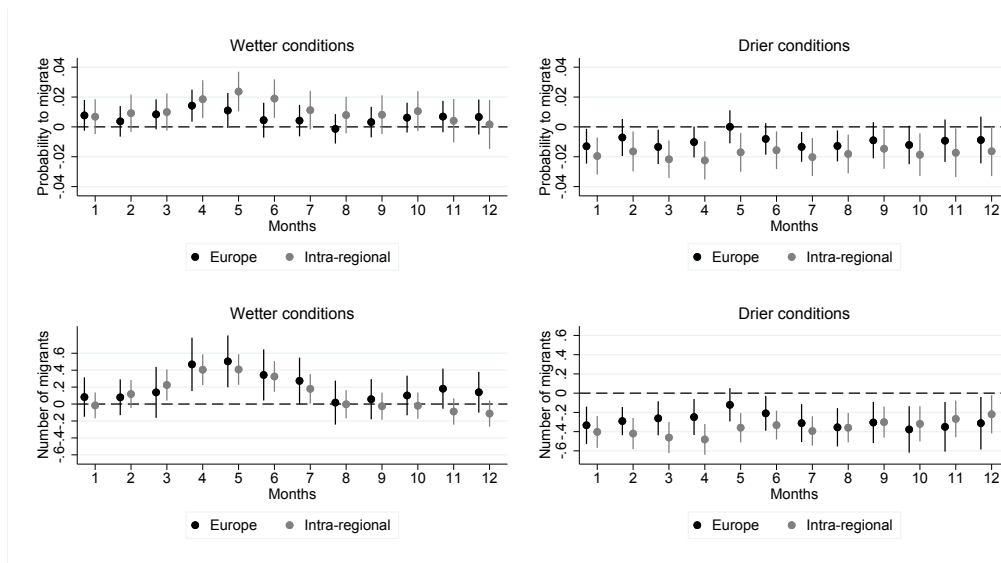 Wetter conditions
Probability to migrate
.04
.02
0
-.02
-.04
1 2 3 4 5 6 7 8 9 10 11 12
Months
Europe Intra-regional
Drier conditions
Probability to migrate
.04
.02
0
-.02
-.04
1 2 3 4 5 6 7 8 9 10 11 12
Months
Europe Intra-regional
Wetter conditions
Number of migrants
.6
.4
.2
0
-.2
-.4
-.6
1 2 3 4 5 6 7 8 9 10 11 12
Months
Europe Intra-regional
Drier conditions
Number of migrants
.6
.4
.2
0
-.2
-.4
-.6
1 2 3 4 5 6 7 8 9 10 11 12
Months
Europe Intra-regional